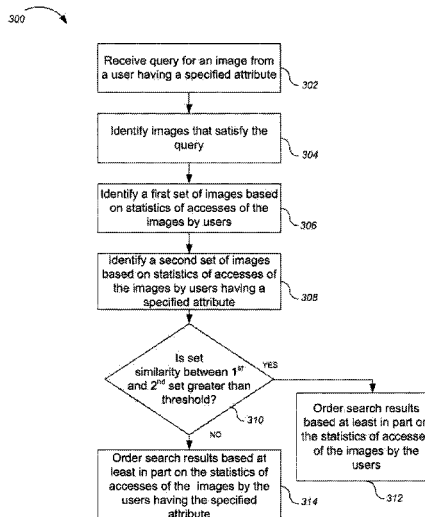 300
Receive query for an image from
a user having a specified attribute
302
Identify images that satisfy the
query
304
Identify a first set of images based
on statistics of accesses of the
images by users
306
Identify a second set of images
based on statistics of accesses of
the images by users having a
specified attribute
308
Is set
similarity between 1st
and 2nd set greater than
threshold?
310
YES
NO
Order search results
based at least in part on
the statistics of accesses
of the images by the
users
312
Order search results based at
least in part on the statistics of
accesses of the images by the
users having the specified
attribute
314